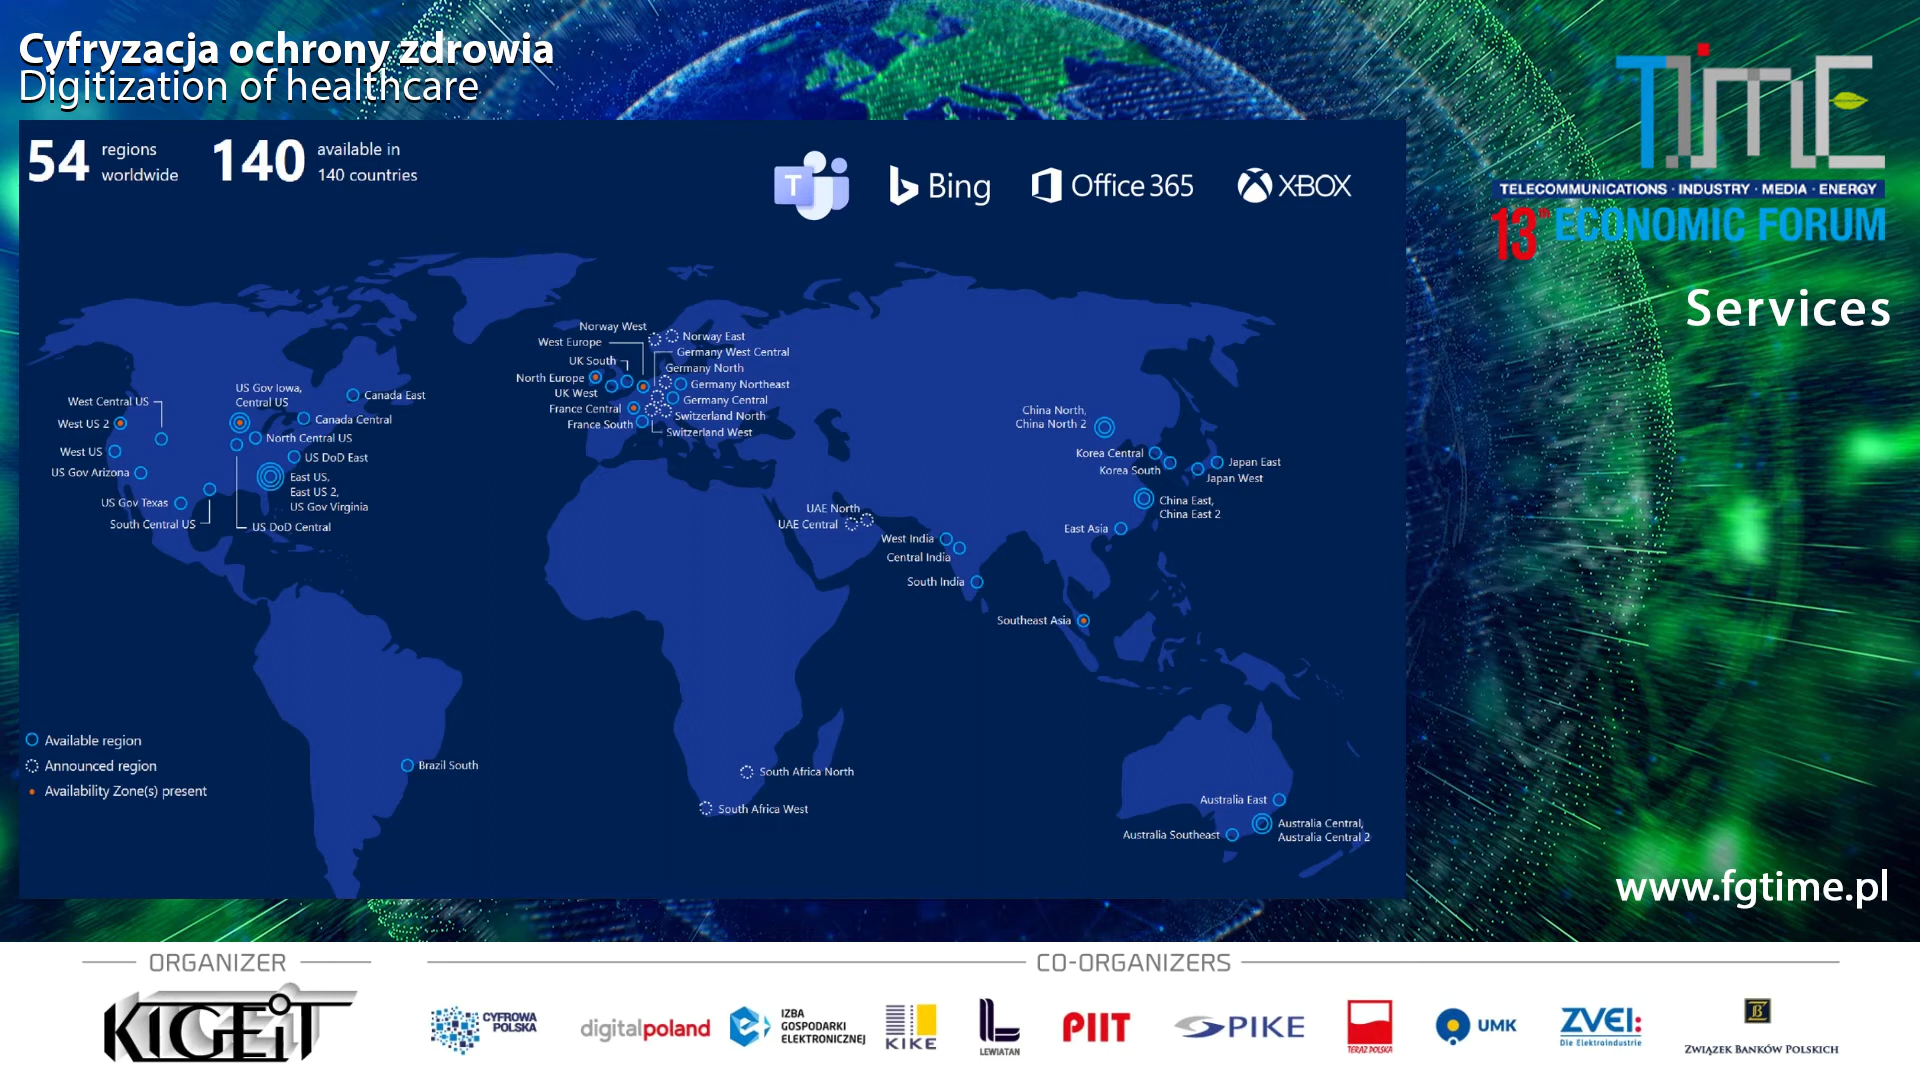 Cyfryzacja ochrony zdrowia
Digitization of healthcare
54 regions worldwide
140 available in 140 countries
T
Bing
Office 365
XBOX
TIME
TELECOMMUNICATIONS · INDUSTRY · MEDIA · ENERGY
13th ECONOMIC FORUM
Services
Norway West
Norway East
West Europe
Germany West Central
UK South
Germany North
North Europe
Germany Northeast
UK West
Germany Central
France Central
Switzerland North
France South
Switzerland West
US Gov Iowa,
Central US
Canada East
West Central US
Canada Central
West US 2
North Central US
West US
US DoD East
US Gov Arizona
East US,
East US 2,
US Gov Virginia
US Gov Texas
South Central US
US DoD Central
China North,
China North 2
Korea Central
Korea South
Japan East
Japan West
China East,
China East 2
East Asia
UAE North
UAE Central
West India
Central India
South India
Southeast Asia
Available region
Announced region
Availability Zone(s) present
Brazil South
South Africa North
South Africa West
Australia East
Australia Central,
Australia Central 2
Australia Southeast
www.fgtime.pl
ORGANIZER
CO-ORGANIZERS
KIGEiT
CYFROWA
POLSKA
digitalpoland
IZBA
GOSPODARKI
ELEKTRONICZNEJ
KIKE
LEWIATAN
PIIT
PIKE
TERAZ POLSKA
UMK
ZVEI:
Die Elektroindustrie
B
ZWIĄZEK BANKÓW POLSKICH